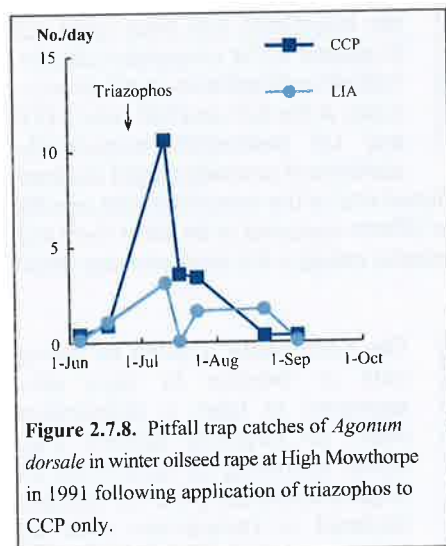 No./day
CCP
LIA
Triazophos
15
10
5
0
1-Jun 1-Jul 1-Aug 1-Sep 1-Oct
Figure 2.7.8. Pitfall trap catches of Agonum
dorsale in winter oilseed rape at High Mowthorpe
in 1991 following application of triazophos to
CCP only.